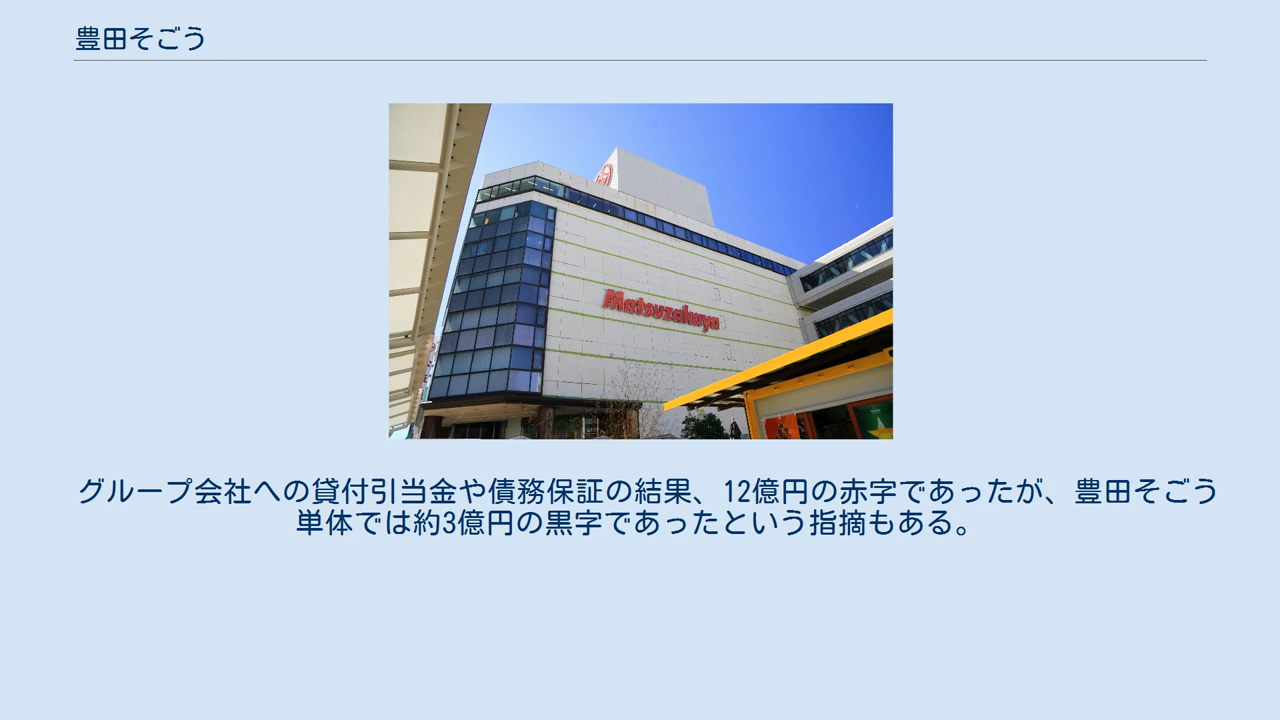 豊田そごう
Matsuzakaya
グループ会社への貸付引当金や債務保証の結果、12億円の赤字であったが、豊田そごう
単体では約3億円の黒字であったという指摘もある。